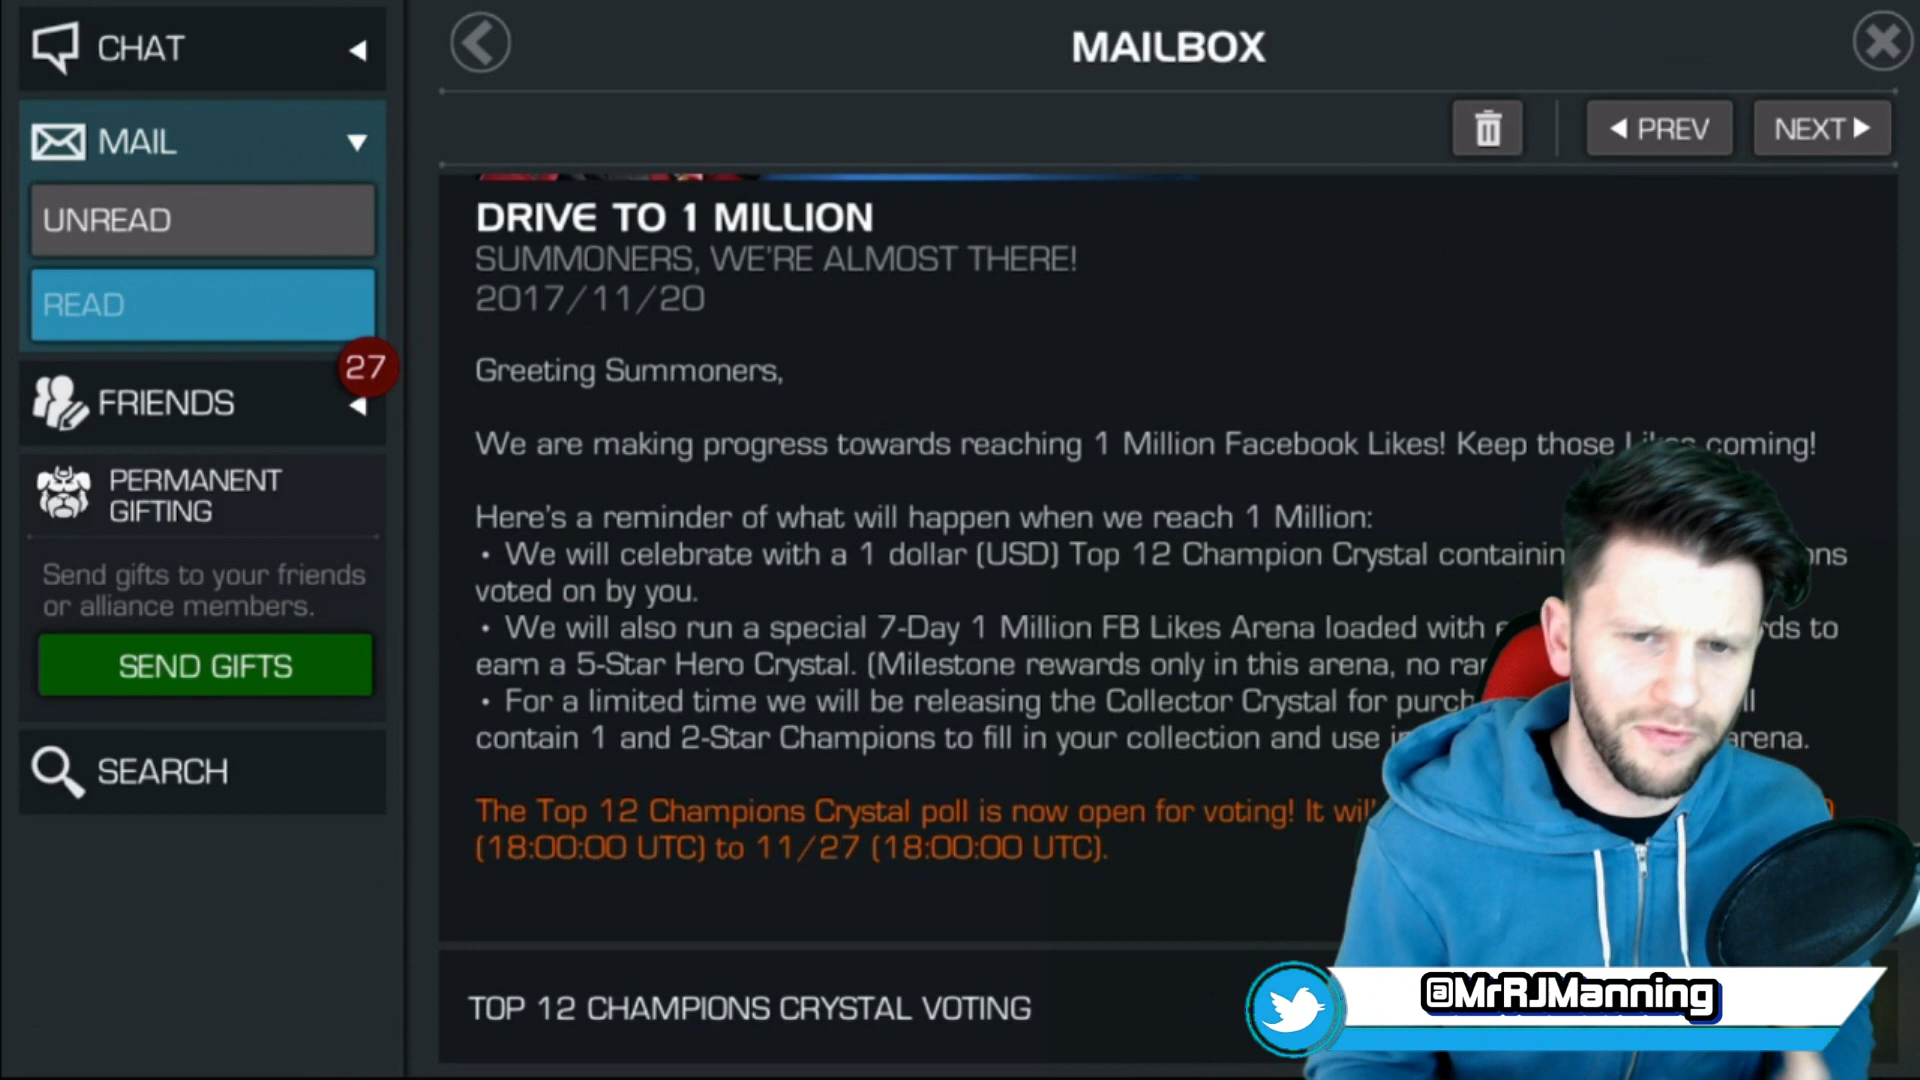 CHAT
MAIL
UNREAD
READ
27
FRIENDS
PERMANENT
GIFTING
Send gifts to your friends
or alliance members.
SEND GIFTS
SEARCH
MAILBOX
PREV
NEXT
DRIVE TO 1 MILLION
SUMMONERS, WE'RE ALMOST THERE!
2017/11/20
Greeting Summoners,
We are making progress towards reaching 1 Million Facebook Likes! Keep those Likes coming!
Here's a reminder of what will happen when we reach 1 Million:
• We will celebrate with a 1 dollar (USD) Top 12 Champion Crystal
voted on by you.
• We will also run a special 7-Day 1 Million FB Likes Arena loaded with to
earn a 5-Star Hero Crystal. (Milestone rewards only in this arena, no
• For a limited time we will be releasing the Collector Crystal for
contain 1 and 2-Star Champions to fill in your collection and use arena.
The Top 12 Champions Crystal poll is now open for voting! It
(18:00:00 UTC) to 11/27 (18:00:00 UTC).
TOP 12 CHAMPIONS CRYSTAL VOTING
@MrRJManning